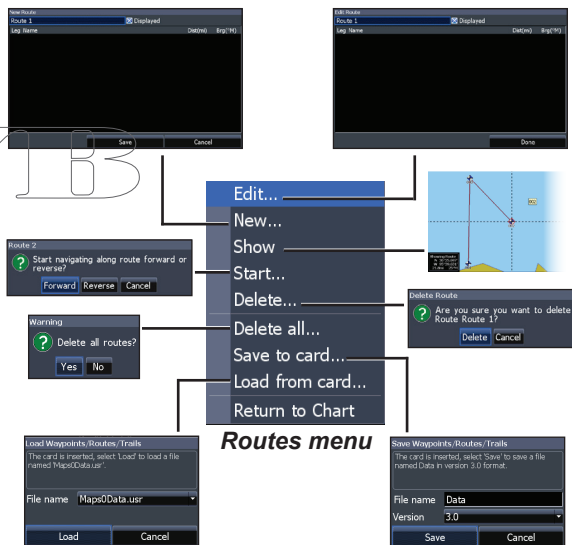 New Route
Route 1 Displayed
Leg Name Dist(mi) Brg(°M)
Save Cancel
Edit Route
Route 1 Displayed
Leg Name Dist(mi) Brg(°M)
Done
Edit...
New...
Show
Start...
Delete...
Delete all...
Save to card...
Load from card...
Return to Chart
Routes menu
Route 2
Start navigating along route forward or
reverse?
Forward Reverse Cancel
Delete Route
Are you sure you want to delete
Route Route 1?
Delete Cancel
Warning
Delete all routes?
Yes No
Load Waypoints/Routes/Trails
The card is inserted, select 'Load' to load a file
named 'Maps0Data.usr'.
File name Maps0Data.usr
Load Cancel
Save Waypoints/Routes/Trails
The card is inserted, select 'Save' to save a file
named Data in version 3.0 format.
File name Data
Version 3.0
Save Cancel